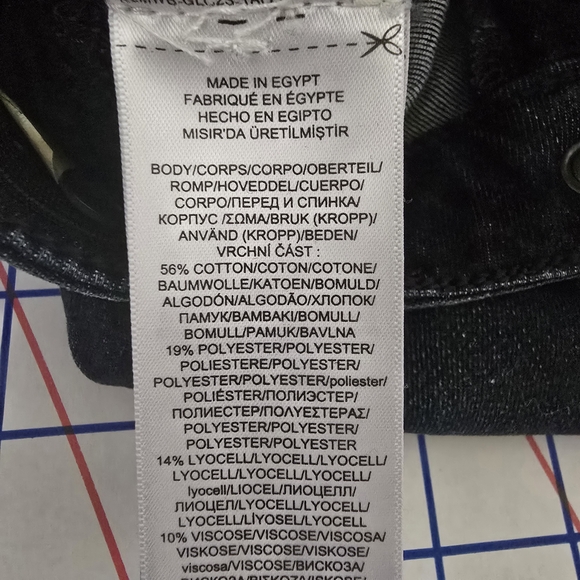 MADE IN EGYPT
FABRIQUÉ EN ÉGYPTE
HECHO EN EGIPTO
MISIR'DA ÜRETİLMİŞTİR
BODY/CORPS/CORPO/OBERTEIL/
ROMP/HOVEDDEL/CUERPO/
CORPO/ПЕРЕД И СПИНКА/
КОРПУС /ΣΩΜΑ/BRUK (KROPP)/
ANVÄND (KROPP)/BEDEN/
VRCHNÍ ČÁST :
56% COTTON/COTON/COTONE/
BAUMWOLLE/KATOEN/BOMULD/
ALGODÓN/ALGODÃO/ХЛОПОК/
ПАМУК/ΒΑΜΒΑΚΙ/BOMULL/
BOMULL/PAMUK/BAVLNA
19% POLYESTER/POLYESTER/
POLIESTERE/POLYESTER/
POLYESTER/POLYESTER/poliester/
POLIÉSTER/ПОЛИЭСТЕР/
ПОЛИЕСТЕР/ΠΟΛΥΕΣΤΕΡΑΣ/
POLYESTER/POLYESTER/
POLYESTER/POLYESTER
14% LYOCELL/LYOCELL/LYOCELL/
LYOCELL/LYOCELL/LYOCELL/
lyocell/LIOCEL/ЛИОЦЕЛЛ/
ЛИОЦЕЛ/LYOCELL/LYOCELL/
LYOCELL/LİYOSEL/LYOCELL
10% VISCOSE/VISCOSE/VISCOSA/
VISKOSE/VISCOSE/VISKOSE/
viscosa/VISCOSE/ВИСКОЗА/